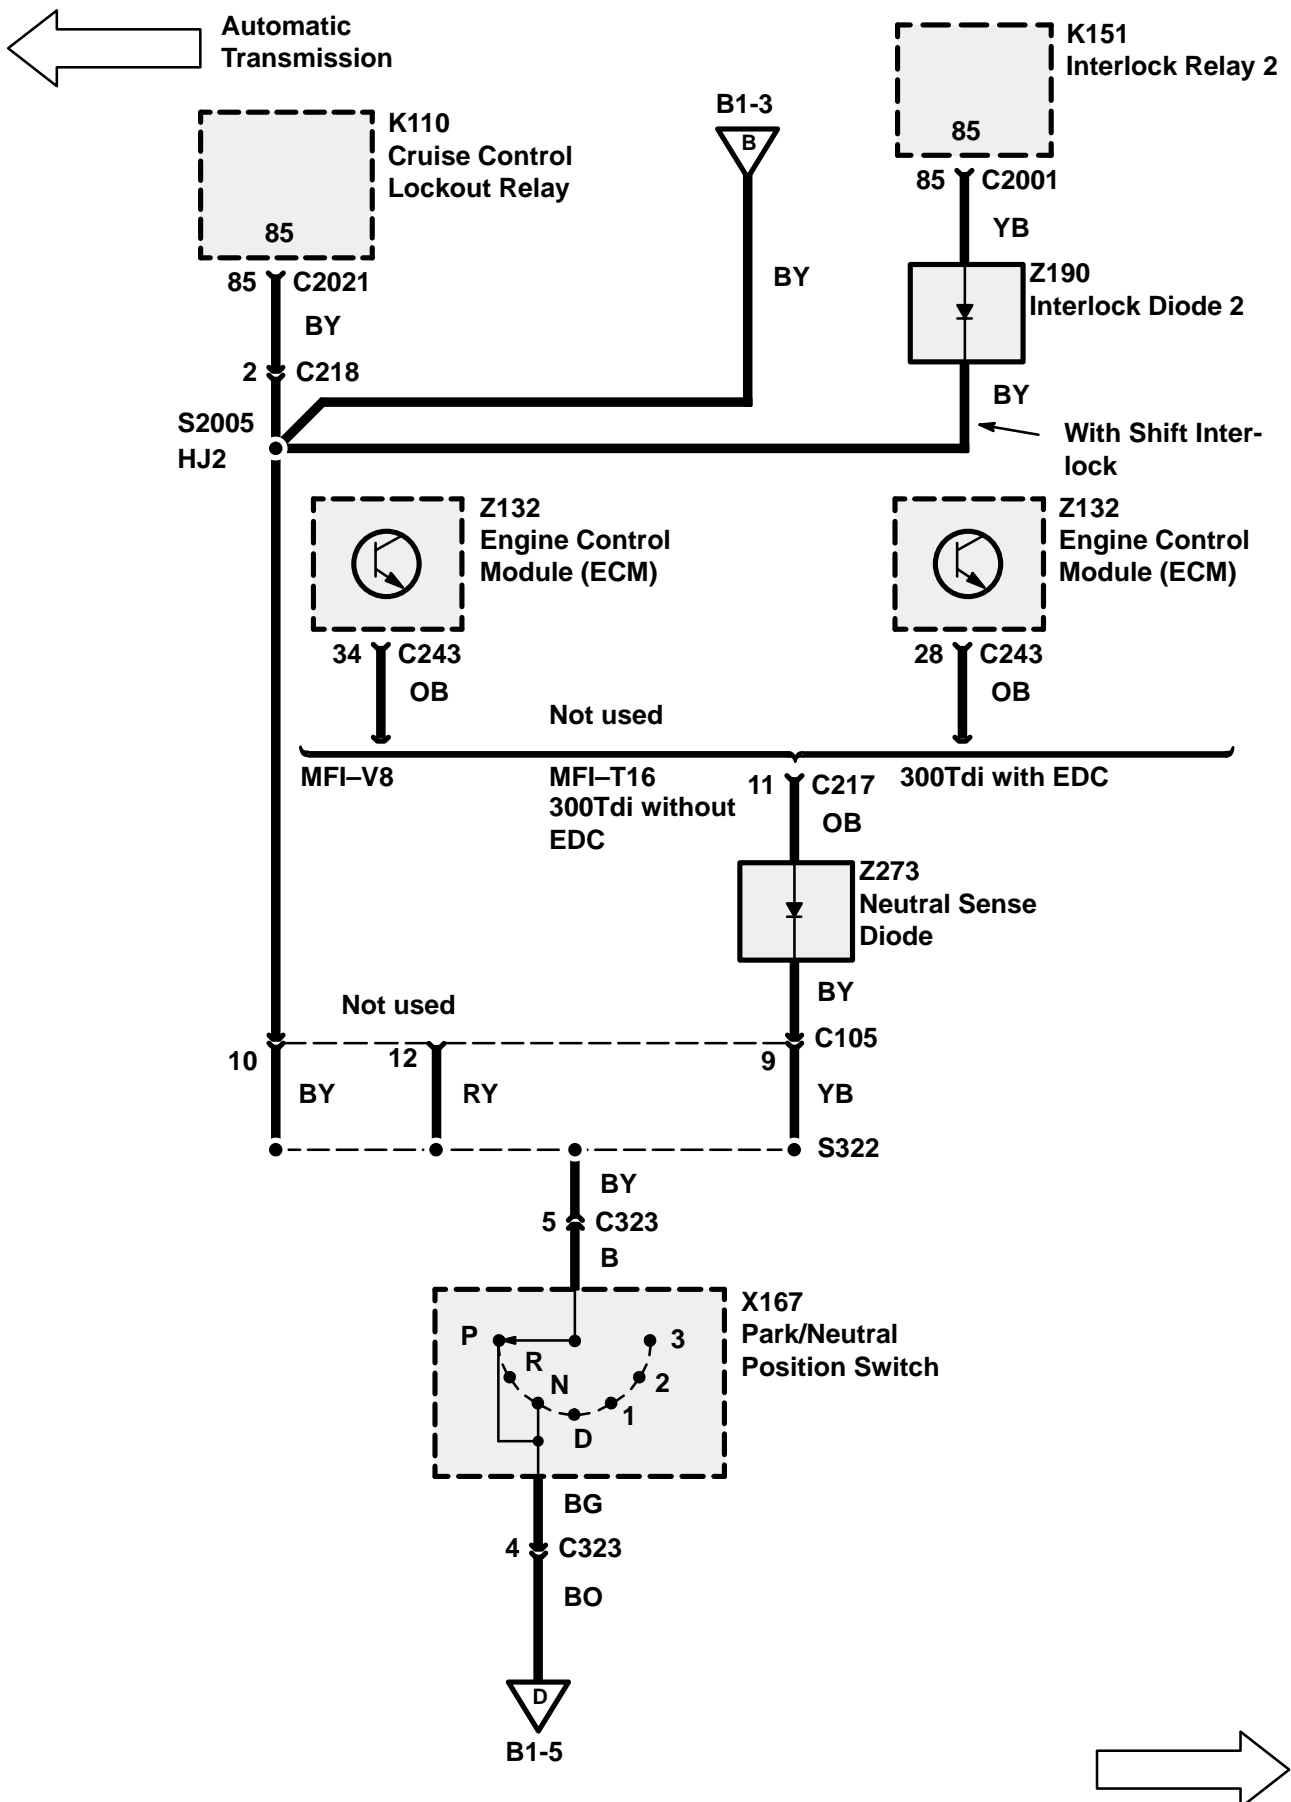 Automatic
Transmission
K151
Interlock Relay 2
85
85
C2001
YB
B1-3
B
K110
Cruise Control
Lockout Relay
85
85
C2021
BY
2
C218
BY
Z190
Interlock Diode 2
BY
S2005
HJ2
With Shift Inter-
lock
Z132
Engine Control
Module (ECM)
34
C243
OB
Z132
Engine Control
Module (ECM)
28
C243
OB
Not used
MFI–V8
MFI–T16
300Tdi without
EDC
11
C217
OB
300Tdi with EDC
Z273
Neutral Sense
Diode
BY
Not used
C105
10
12
9
BY
RY
YB
S322
BY
5
C323
B
X167
Park/Neutral
Position Switch
P
R
N
D
1
2
3
BG
4
C323
BO
D
B1-5